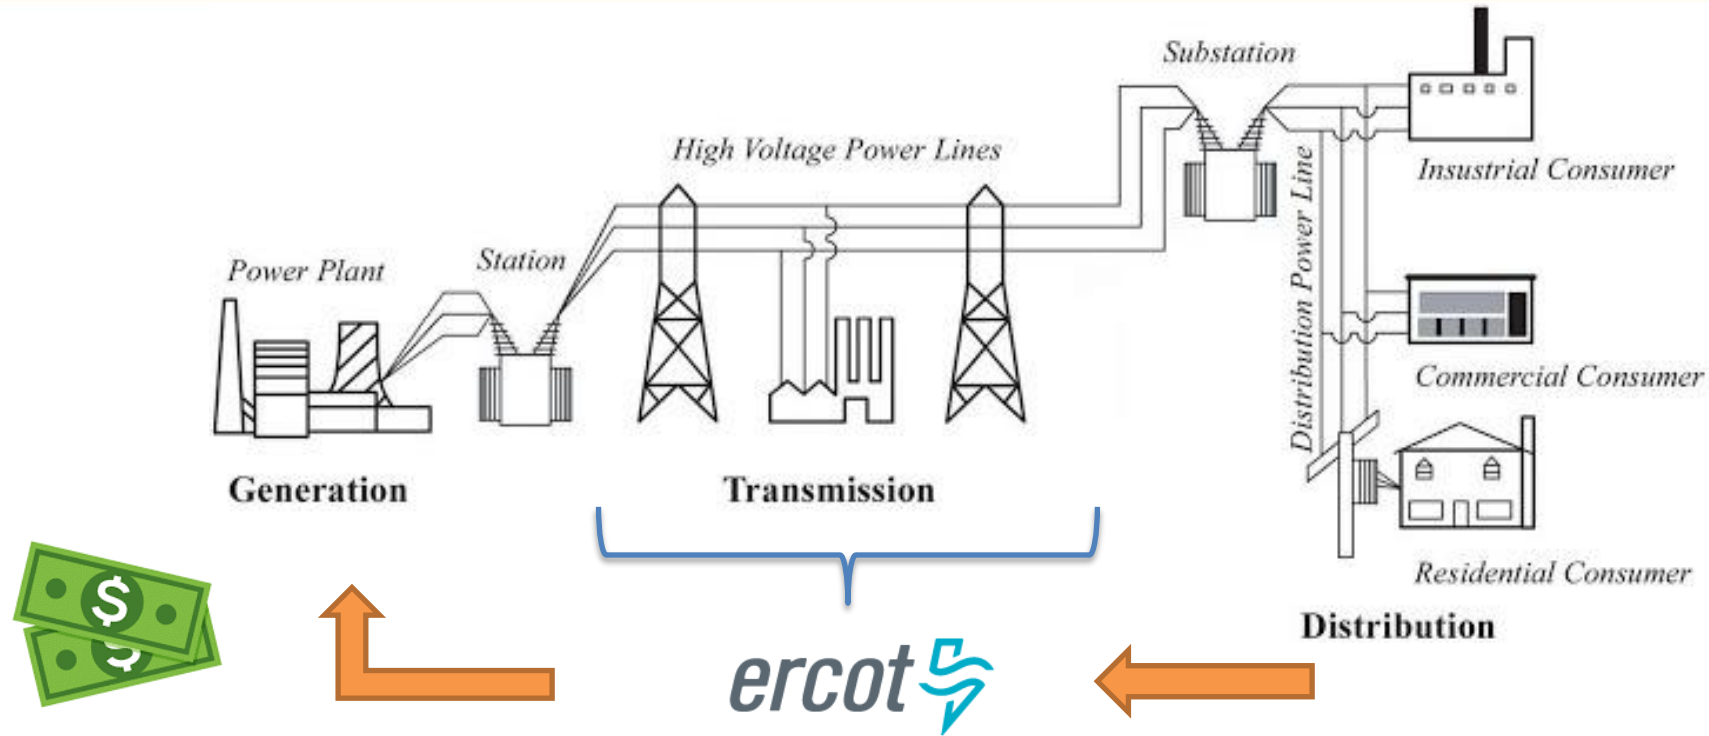 Substation
High Voltage Power Lines
Insustrial Consumer
Power Plant
Station
Distribution Power Line
Commercial Consumer
Generation
Transmission
Residential Consumer
Distribution
$
$
ercot